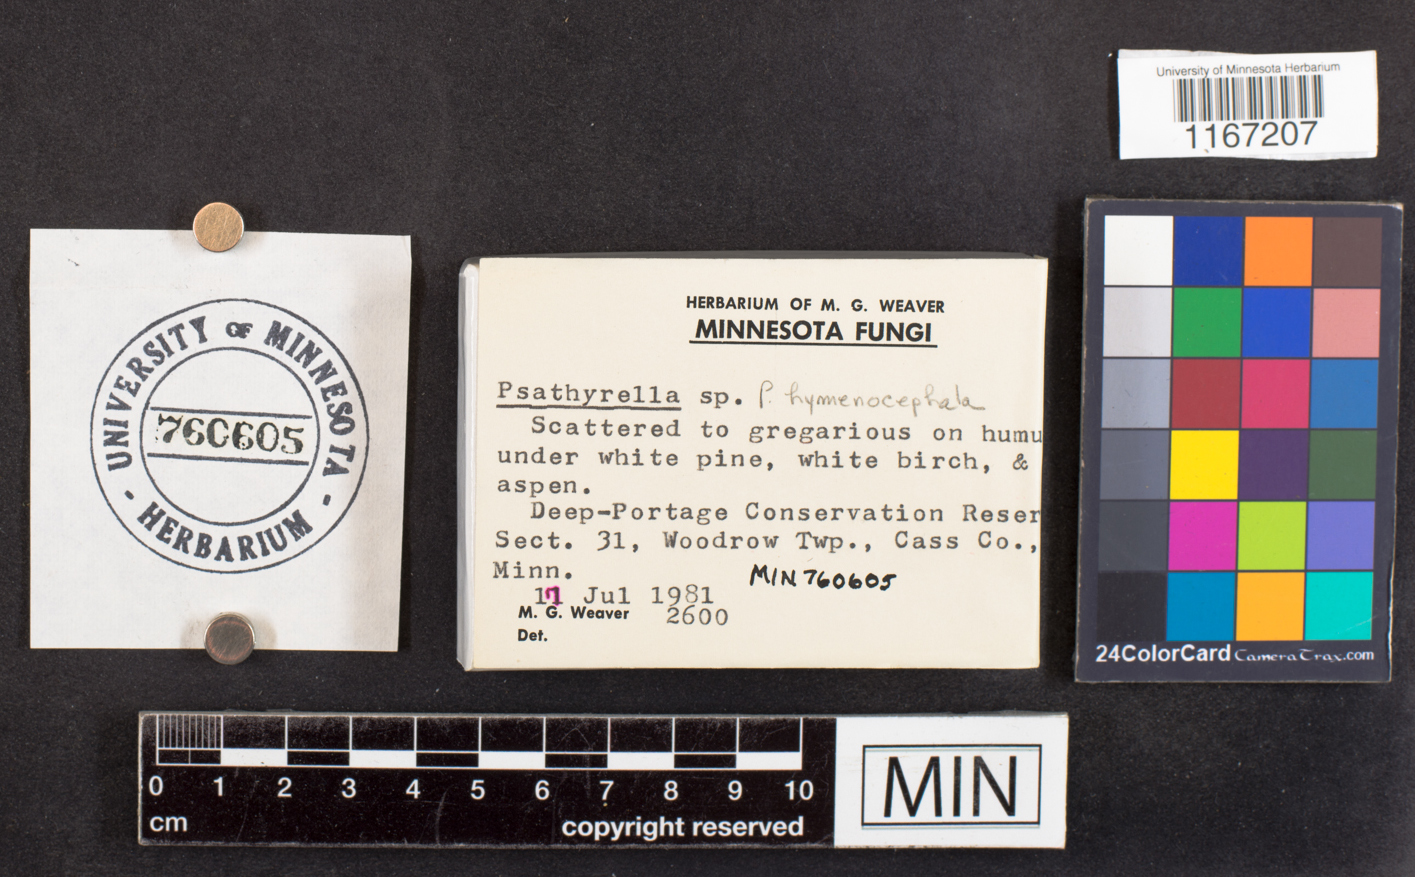 University of Minnesota Herbarium
1167207
UNIVERSITY OF MINNESOTA
760605
- HERBARIUM -
HERBARIUM OF M. G. WEAVER
MINNESOTA FUNGI
Psathyrella sp. P. hymenocephala
Scattered to gregarious on humu
under white pine, white birch, &
aspen.
Deep-Portage Conservation Reser
Sect. 31, Woodrow Twp., Cass Co.,
Minn.
MIN 760605
Jul 1981
M. G. Weaver 2600
Det.
24ColorCard CameraTrax.com
0 1 2 3 4 5 6 7 8 9 10
cm
copyright reserved
MIN